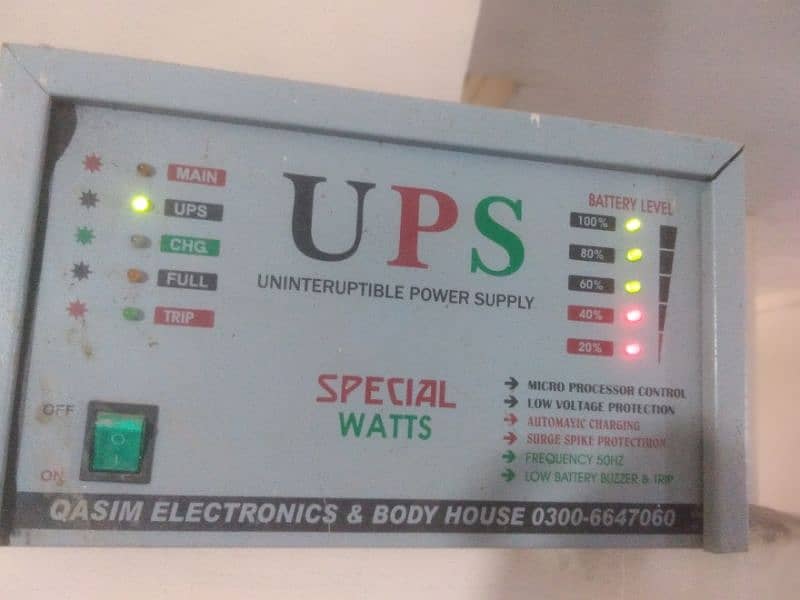 MAIN
UPS
CHG.
FULL
TRIP
UPS
UNINTERUPTIBLE POWER SUPPLY
BATTERY LEVEL
100%
80%
60%
40%
20%
SPECIAL
WATTS
MICRO PROCESSOR CONTROL
LOW VOLTAGE PROTECTION
AUTOMAXIC CHARGING
SURGE SPIKE PROTECTIRON
FREQUENCY 50HZ
LOW BATTERY BUZZER & TRIP
OFF
ON
QASIM ELECTRONICS & BODY HOUSE 0300-6647060